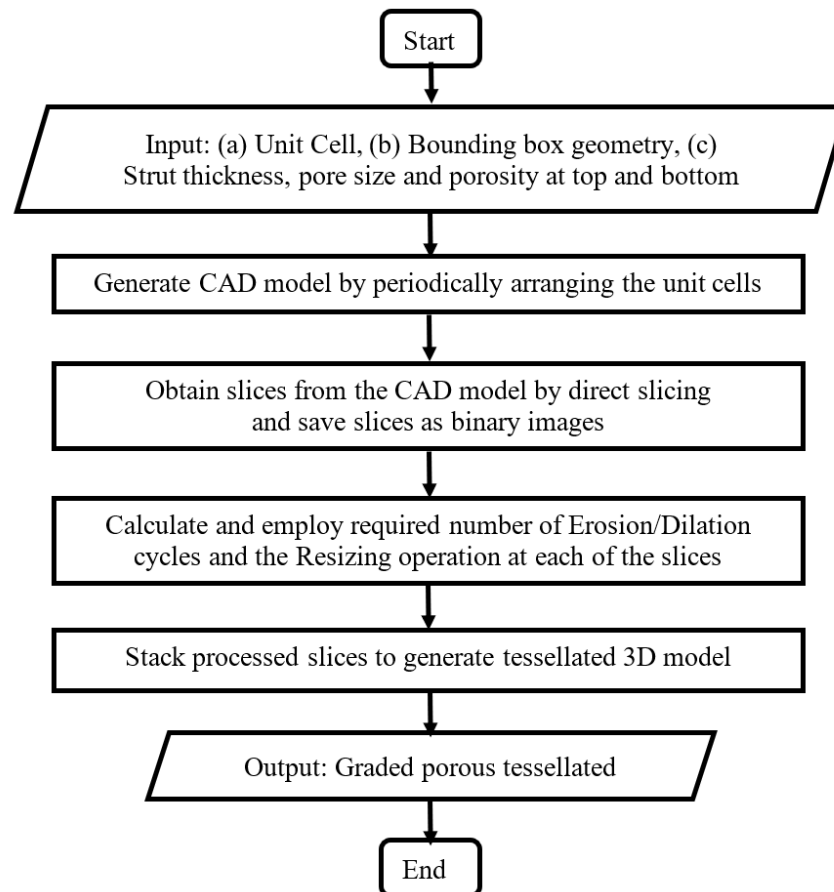 Start
Input: (a) Unit Cell, (b) Bounding box geometry, (c)
Strut thickness, pore size and porosity at top and bottom
Generate CAD model by periodically arranging the unit cells
Obtain slices from the CAD model by direct slicing
and save slices as binary images
Calculate and employ required number of Erosion/Dilation
cycles and the Resizing operation at each of the slices
Stack processed slices to generate tessellated 3D model
Output: Graded porous tessellated
End